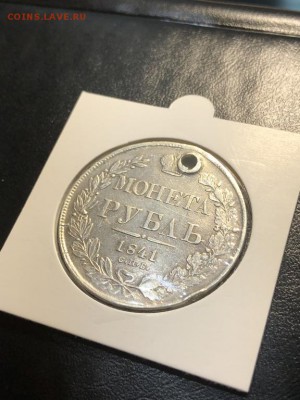 COINS.LAVE.RU
МОНЕТА
РУБЛЬ
1841
С.П.Б.